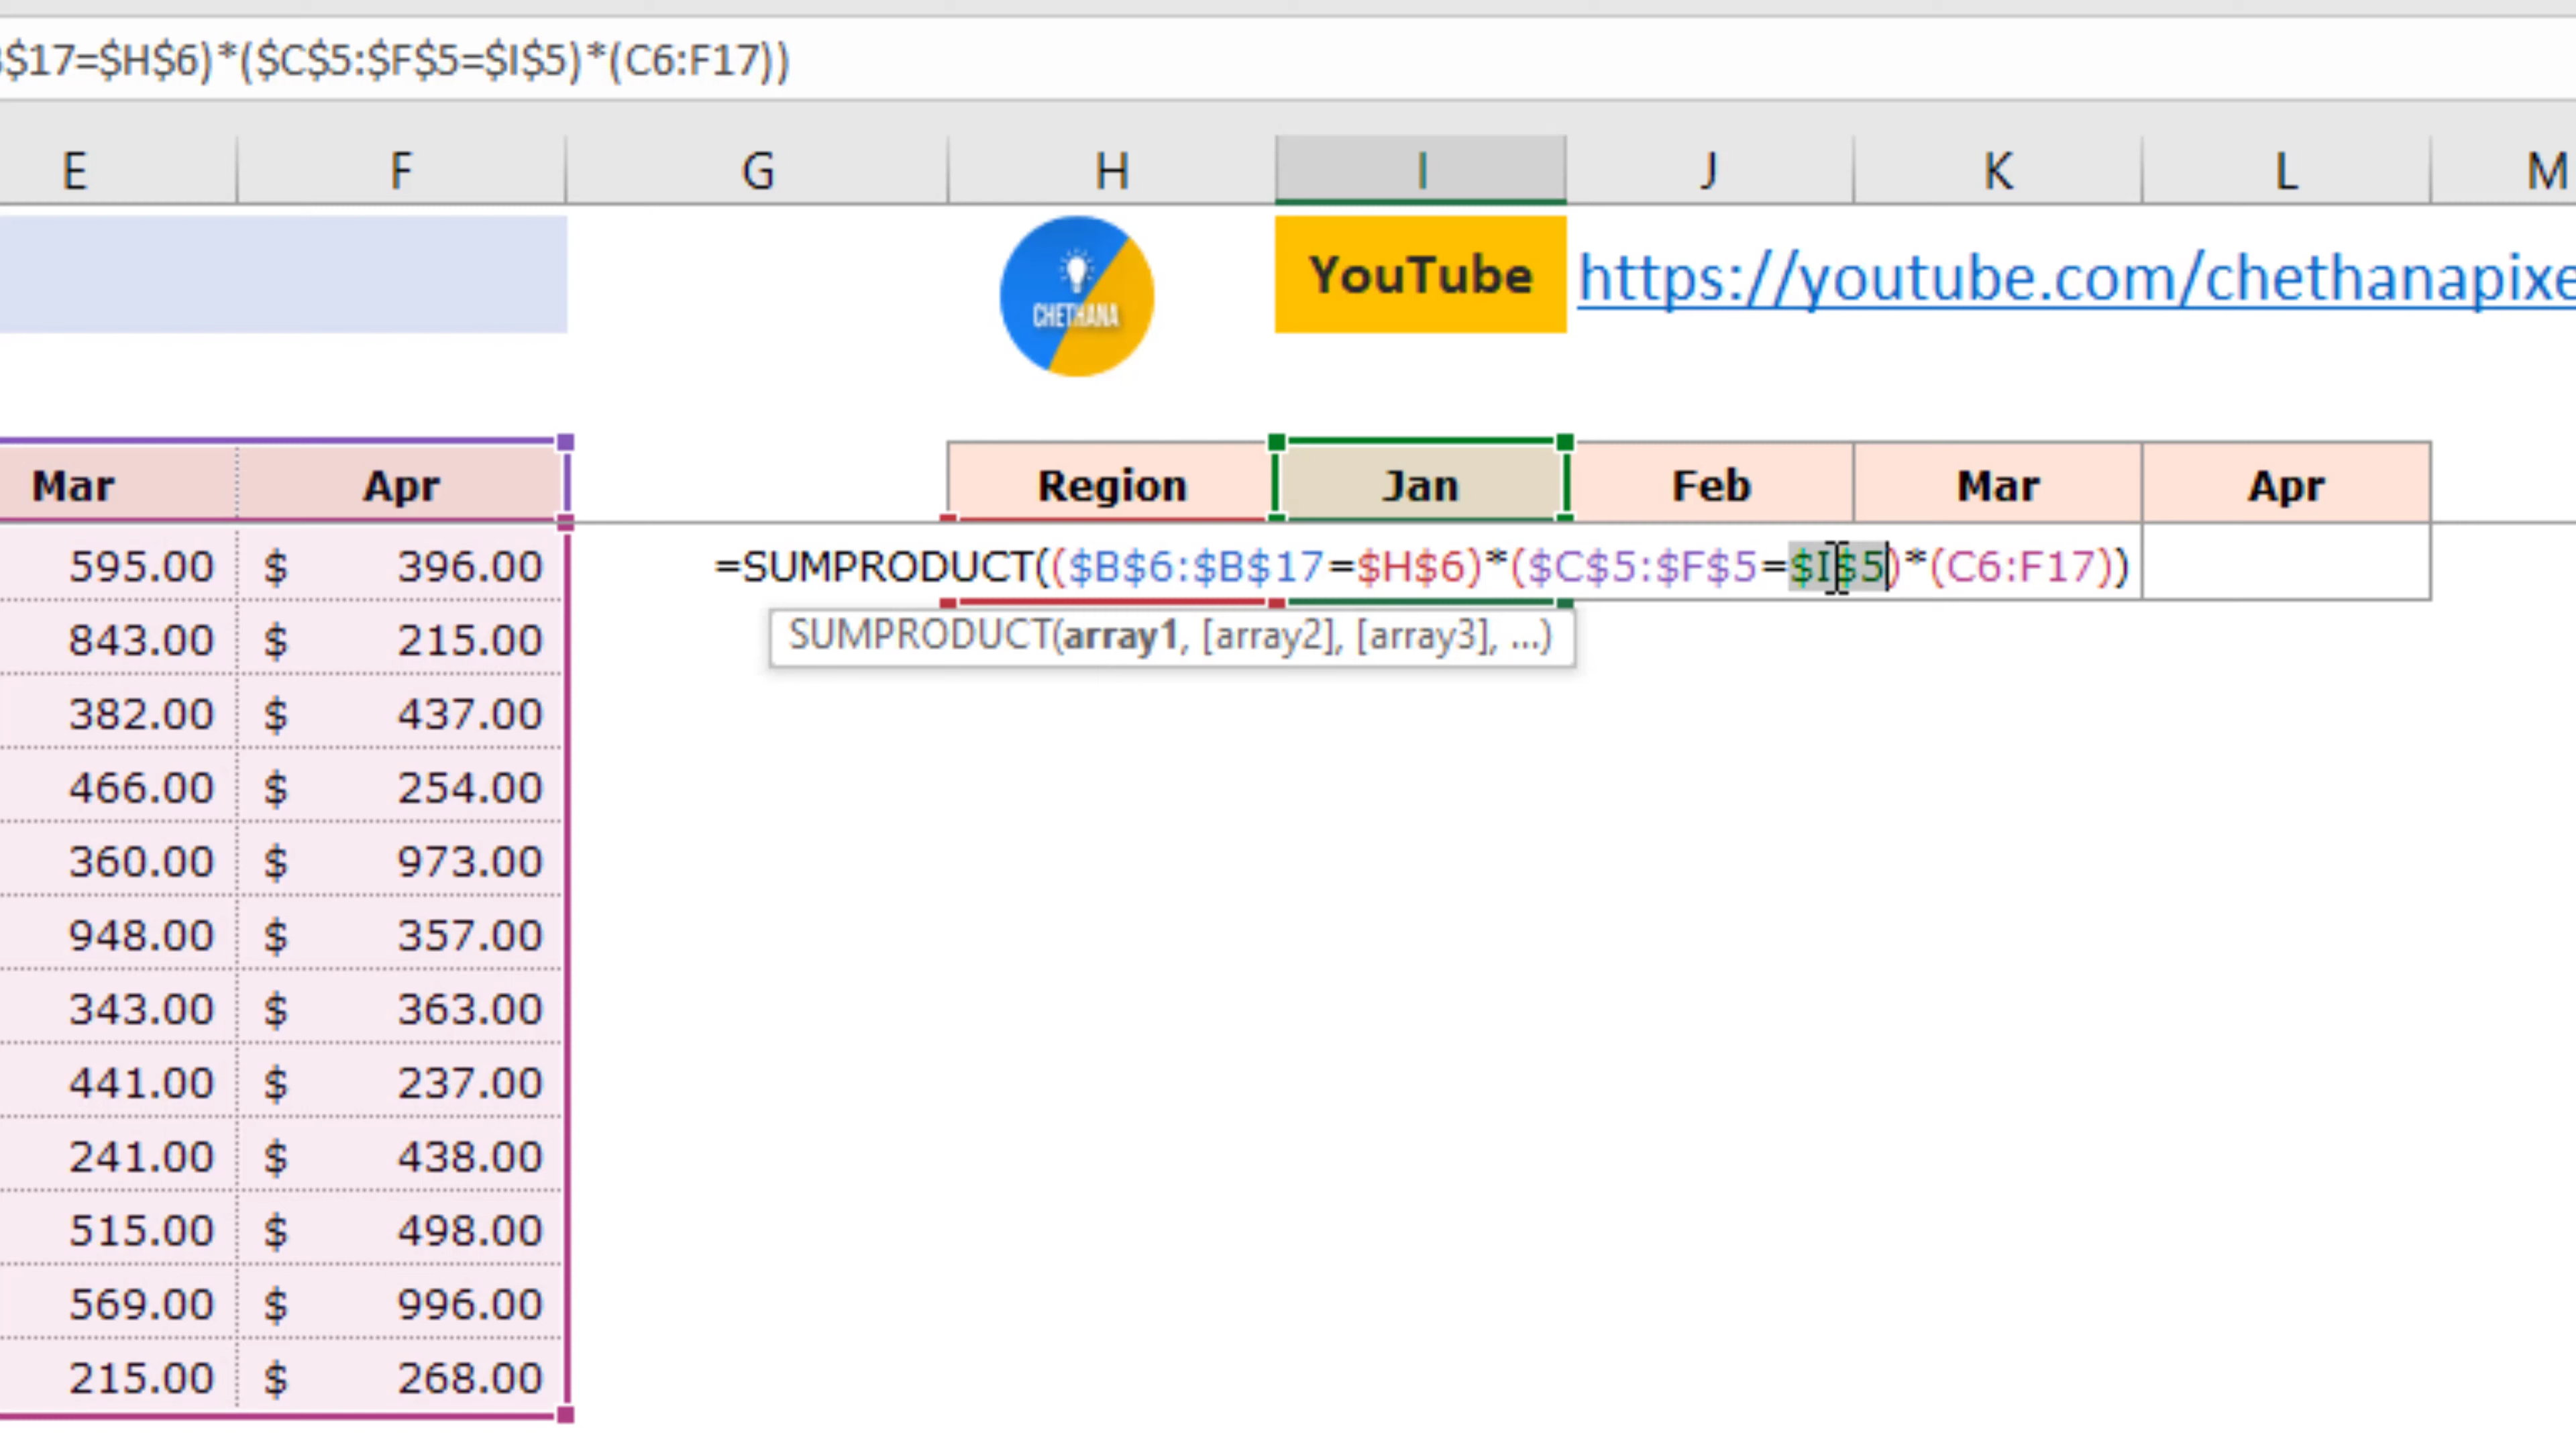 $17=$H$6)*($C$5:$F$5=$I$5)*(C6:F17))
E F G H I J K L M
CHETHANA
YouTube https://youtube.com/chethanapixe
Mar Apr Region Jan Feb Mar Apr
595.00 $ 396.00 =SUMPRODUCT(($B$6:$B$17=$H$6)*($C$5:$F$5=$I$5)*(C6:F17))
SUMPRODUCT(array1, [array2], [array3], ...)
843.00 $ 215.00
382.00 $ 437.00
466.00 $ 254.00
360.00 $ 973.00
948.00 $ 357.00
343.00 $ 363.00
441.00 $ 237.00
241.00 $ 438.00
515.00 $ 498.00
569.00 $ 996.00
215.00 $ 268.00